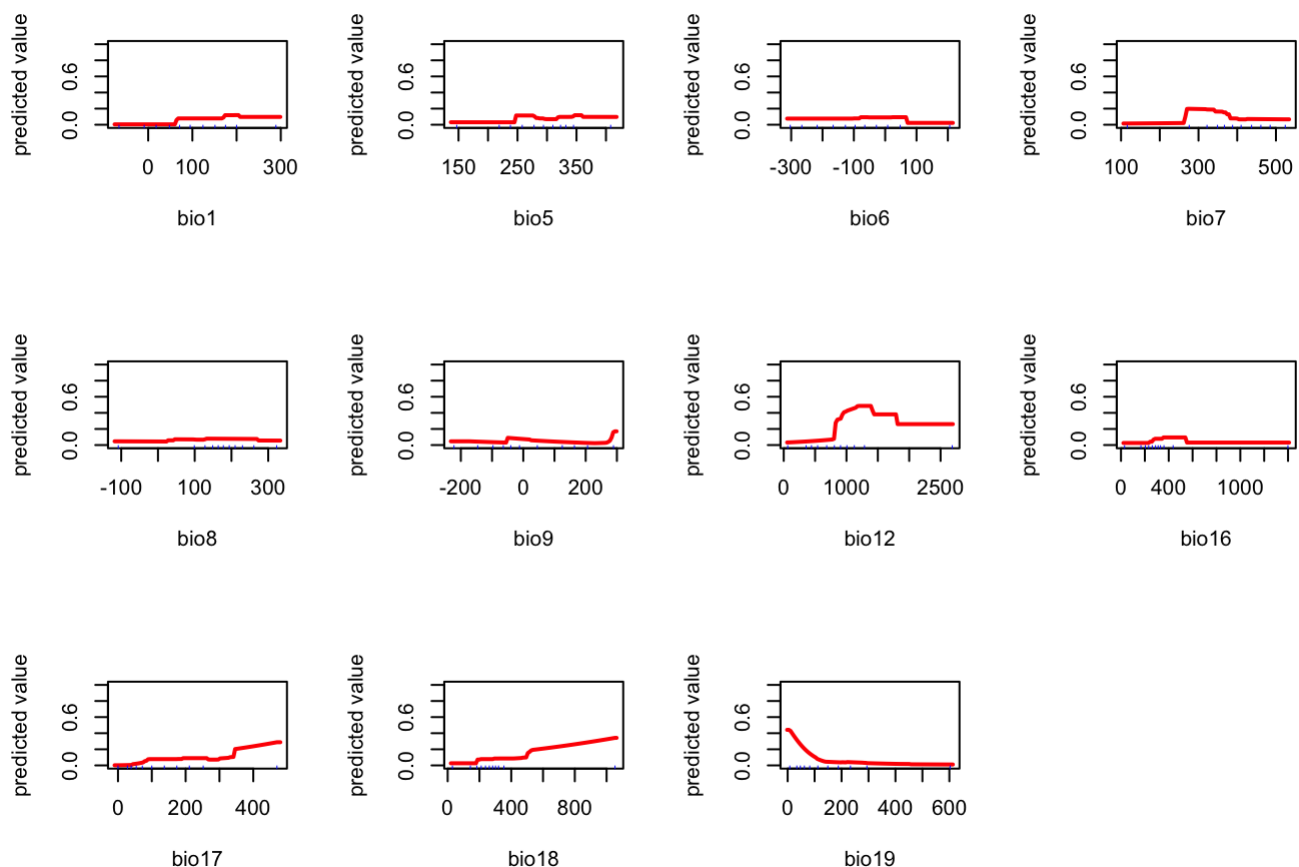 predicted value
0.0 0.6
0 100 300
bio1
predicted value
0.0 0.6
150 250 350
bio5
predicted value
0.0 0.6
-300 -100 100
bio6
predicted value
0.0 0.6
100 300 500
bio7
predicted value
0.0 0.6
-100 100 300
bio8
predicted value
0.0 0.6
-200 0 200
bio9
predicted value
0.0 0.6
0 1000 2500
bio12
predicted value
0.0 0.6
0 400 1000
bio16
predicted value
0.0 0.6
0 200 400
bio17
predicted value
0.0 0.6
0 400 800
bio18
predicted value
0.0 0.6
0 200 400 600
bio19